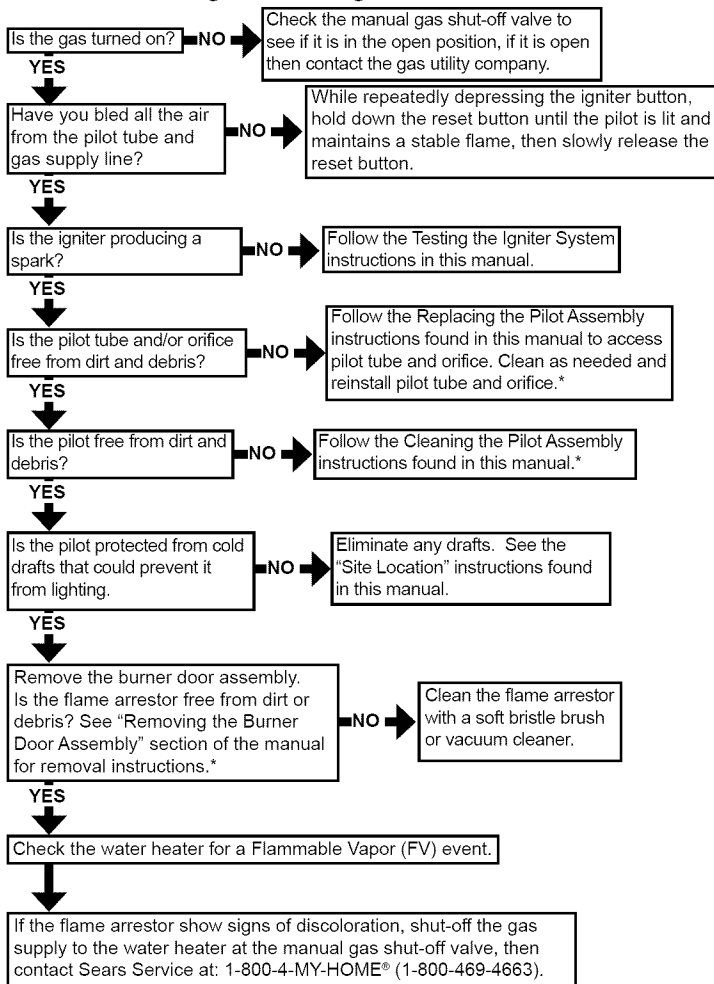 Is the gas turned on?
NO
Check the manual gas shut-off valve to
see if it is in the open position, if it is open
then contact the gas utility company.
YES
Have you bled all the air
from the pilot tube and
gas supply line?
NO
While repeatedly depressing the igniter button,
hold down the reset button until the pilot is lit and
maintains a stable flame, then slowly release the
reset button.
YES
Is the igniter producing a
spark?
NO
Follow the Testing the Igniter System
instructions in this manual.
YES
Is the pilot tube and/or orifice
free from dirt and debris?
NO
Follow the Replacing the Pilot Assembly
instructions found in this manual to access
pilot tube and orifice. Clean as needed and
reinstall pilot tube and orifice.*
YES
Is the pilot free from dirt and
debris?
NO
Follow the Cleaning the Pilot Assembly
instructions found in this manual.*
YES
Is the pilot protected from cold
drafts that could prevent it
from lighting.
NO
Eliminate any drafts. See the
“Site Location” instructions found
in this manual.
YES
Remove the burner door assembly.
Is the flame arrestor free from dirt or
debris? See “Removing the Burner
Door Assembly” section of the manual
for removal instructions.*
NO
Clean the flame arrestor
with a soft bristle brush
or vacuum cleaner.
YES
Check the water heater for a Flammable Vapor (FV) event.
If the flame arrestor show signs of discoloration, shut-off the gas
supply to the water heater at the manual gas shut-off valve, then
contact Sears Service at: 1-800-4-MY-HOME® (1-800-469-4663).